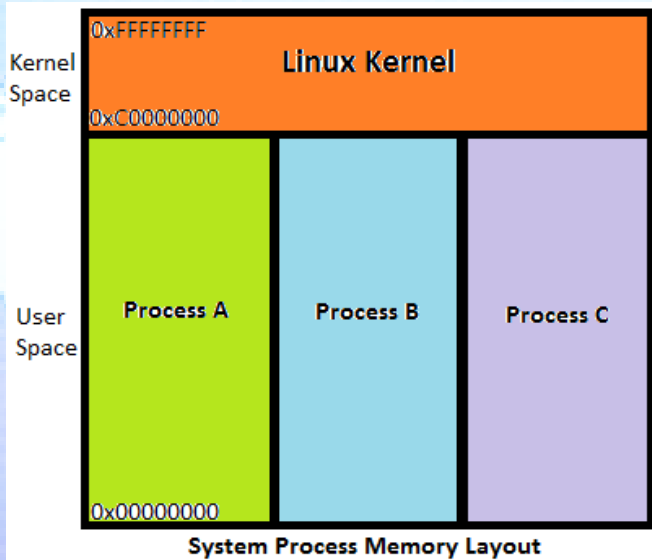 0xFFFFFFFF
Kernel
Space
Linux Kernel
0xC0000000
User
Space
Process A
Process B
Process C
0x00000000
System Process Memory Layout